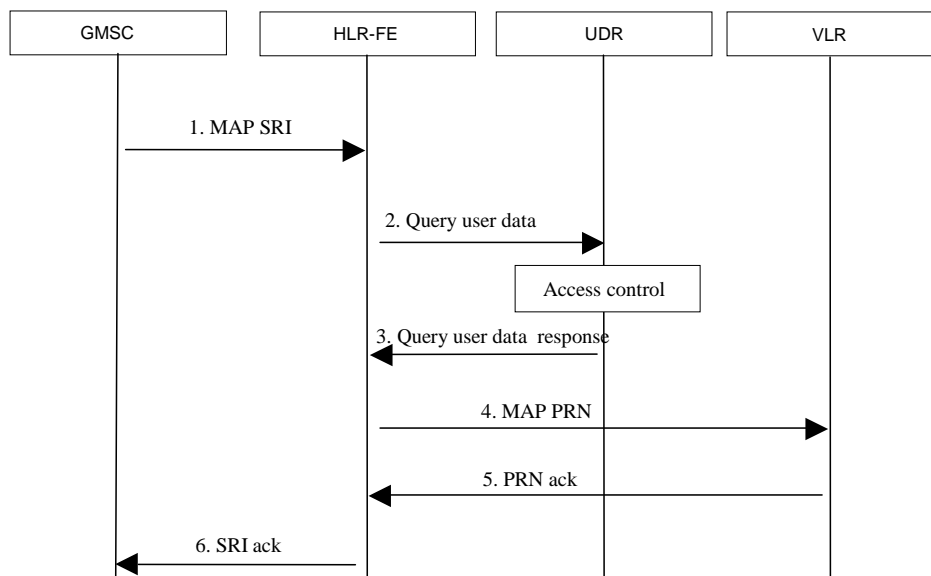 GMSC
HLR-FE
UDR
VLR
1. MAP SRI
2. Query user data
Access control
3. Query user data response
4. MAP PRN
5. PRN ack
6. SRI ack